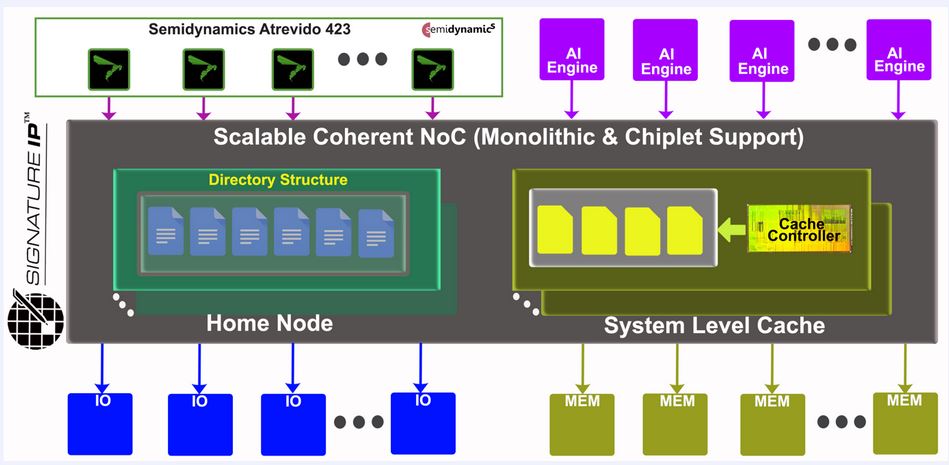 Semidynamics Atrevido 423
semidynamics
AI
Engine
AI
Engine
AI
Engine
AI
Engine
SIGNATURE IP™
Scalable Coherent NoC (Monolithic & Chiplet Support)
Directory Structure
Cache
Controller
Home Node
System Level Cache
IO
IO
IO
IO
MEM
MEM
MEM
MEM